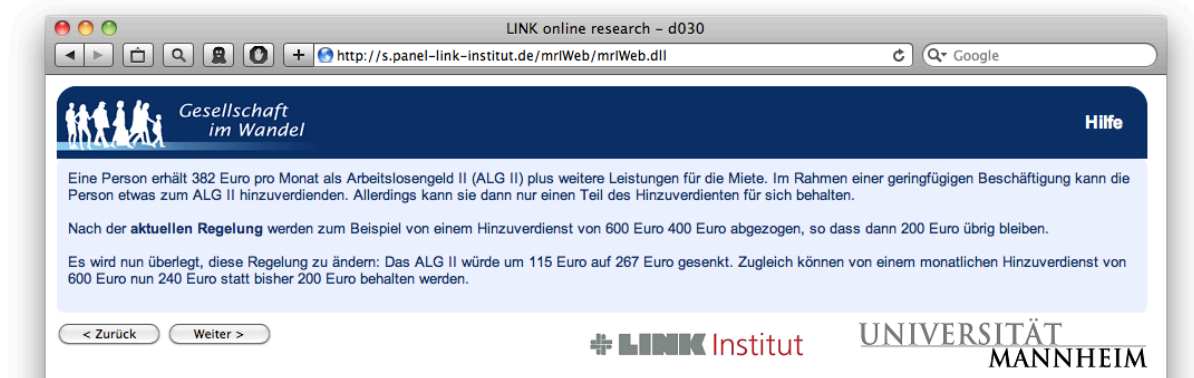 LINK online research – d030
http://s.panel-link-institut.de/mrIWeb/mrIWeb.dll
Google
Gesellschaft
im Wandel
Hilfe
Eine Person erhält 382 Euro pro Monat als Arbeitslosengeld II (ALG II) plus weitere Leistungen für die Miete. Im Rahmen einer geringfügigen Beschäftigung kann die
Person etwas zum ALG II hinzuverdienden. Allerdings kann sie dann nur einen Teil des Hinzuverdienten für sich behalten.
Nach der aktuellen Regelung werden zum Beispiel von einem Hinzuverdienst von 600 Euro 400 Euro abgezogen, so dass dann 200 Euro übrig bleiben.
Es wird nun überlegt, diese Regelung zu ändern: Das ALG II würde um 115 Euro auf 267 Euro gesenkt. Zugleich können von einem monatlichen Hinzuverdienst von
600 Euro nun 240 Euro statt bisher 200 Euro behalten werden.
< Zurück
Weiter >
LINK Institut
UNIVERSITÄT
MANNHEIM